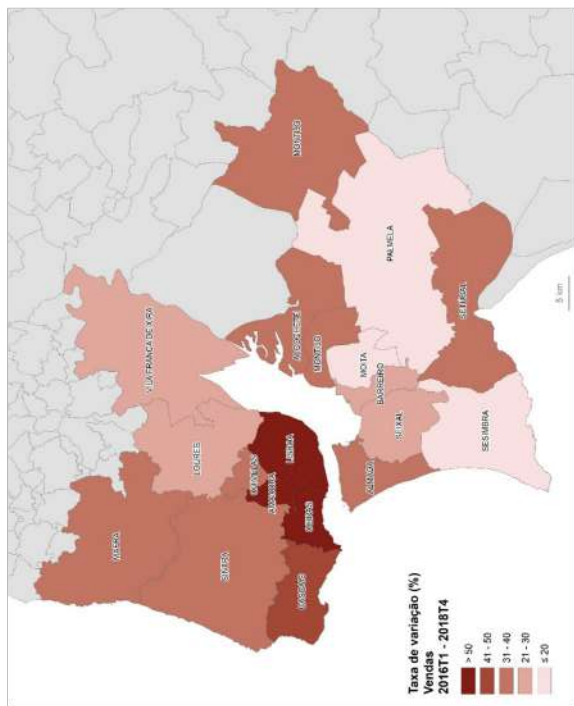 MAFRA
VILA FRANCA DE XIRA
LOURES
SINTRA
ODIVELAS
AMADORA
LISBOA
OEIRAS
CASCAIS
MONTIJO
ALCOCHETE
MONTIJO
MOITA
PALMELA
BARREIRO
SEIXAL
ALMADA
SETÚBAL
SESIMBRA
5 km
Taxa de variação (%)
Vendas
2016T1 - 2018T4
> 50
41 - 50
31 - 40
21 - 30
≤ 20